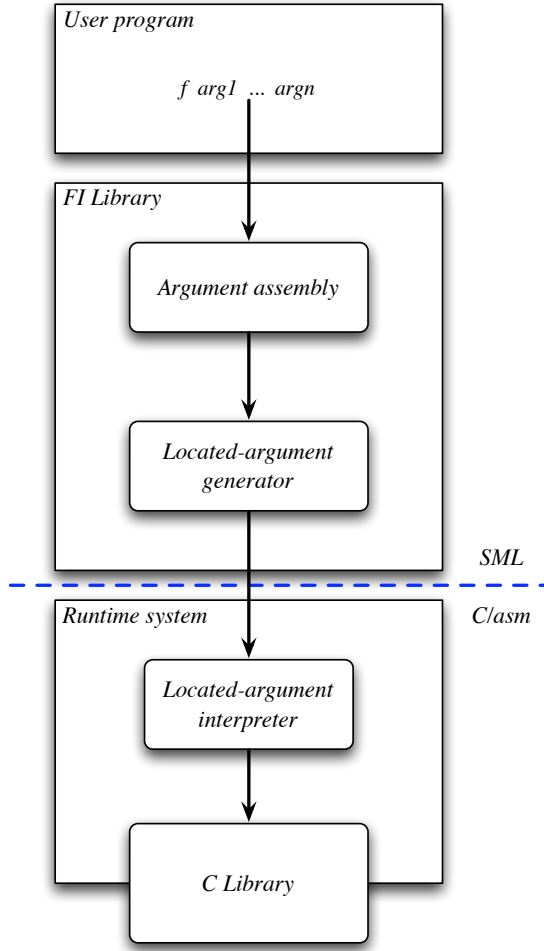 User program
f arg1 ... argn
FI Library
Argument assembly
Located-argument
generator
SML
Runtime system
C/asm
Located-argument
interpreter
C Library